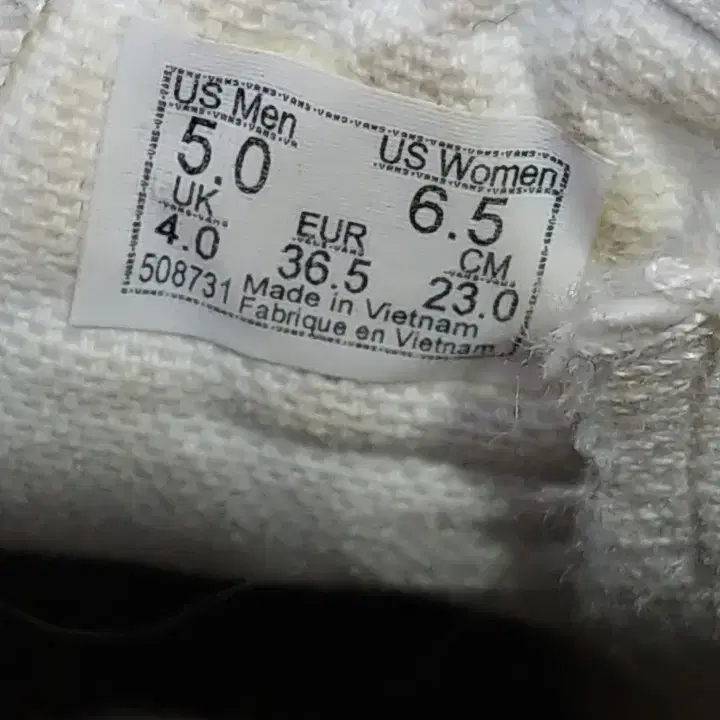 US Men
5.0
US Women
6.5
UK
4.0
EUR
36.5
CM
23.0
508731
Made in Vietnam
Fabrique en Vietnam